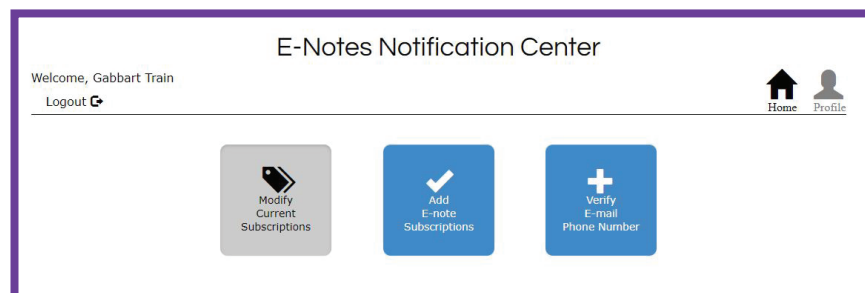 E-Notes Notification Center
Welcome, Gabbart Train
Logout
Home
Profile
Modify
Current
Subscriptions
Add
E-note
Subscriptions
Verify
E-mail
Phone Number